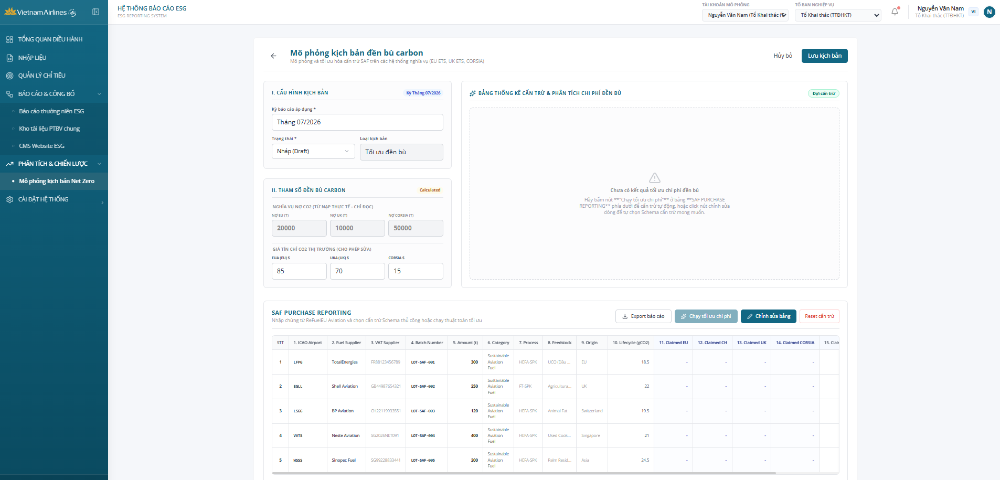 VietnamAirlines
HỆ THỐNG BÁO CÁO ESG
ESG REPORTING SYSTEM
TÀI KHOẢN MÔ PHỎNG
Nguyễn Văn Nam (Tổ Khai thác (
TỔ BAN NGHIỆP VỤ
Tổ Khai thác (TTĐHKT)
Nguyễn Văn Nam
Tổ Khai thác (TTĐHKT)
VI
N
TỔNG QUAN ĐIỀU HÀNH
NHẬP LIỆU
QUẢN LÝ CHỈ TIÊU
BÁO CÁO & CÔNG BỐ
Báo cáo thường niên ESG
Kho tài liệu PTBV chung
CMS Website ESG
PHÂN TÍCH & CHIẾN LƯỢC
Mô phỏng kịch bản Net Zero
CÀI ĐẶT HỆ THỐNG
Mô phỏng kịch bản đền bù carbon
Mô phỏng và tối ưu hóa cấn trừ SAF trên các hệ thống nghĩa vụ (EU ETS, UK ETS, CORSIA)
Hủy bỏ
Lưu kịch bản
I. CẤU HÌNH KỊCH BẢN
Kỳ Tháng 07/2026
Kỳ báo cáo áp dụng *
Tháng 07/2026
Trạng thái *
Loại kịch bản
Nháp (Draft)
Tối ưu đền bù
II. THAM SỐ ĐỀN BÙ CARBON
Calculated
NGHĨA VỤ NỢ CO2 (TỪ NẠP THỰC TẾ - CHỈ ĐỌC)
NỢ EU (T)
NỢ UK (T)
NỢ CORSIA (T)
20000
10000
50000
GIÁ TÍN CHỈ CO2 THỊ TRƯỜNG (CHO PHÉP SỬA)
EUA (EU) $
UKA (UK) $
CORSIA $
85
70
15
BẢNG THỐNG KÊ CẤN TRỪ & PHÂN TÍCH CHI PHÍ ĐỀN BÙ
Đợi cấn trừ
Chưa có kết quả tối ưu chi phí đền bù
Hãy bấm nút **"Chạy tối ưu chi phí"** ở bảng **SAF PURCHASE
REPORTING** phía dưới để cấn trừ tự động, hoặc click nút chỉnh sửa
dòng để tự chọn Schema cấn trừ mong muốn.
SAF PURCHASE REPORTING
Nhập chứng từ ReFuelEU Aviation và chọn cấn trừ Schema thủ công hoặc chạy thuật toán tối ưu
Export báo cáo
Chạy tối ưu chi phí
Chỉnh sửa bảng
Reset cấn trừ
STT 1. ICAO Airport 2. Fuel Supplier 3. VAT Supplier 4. Batch Number 5. Amount (t) 6. Category 7. Process 8. Feedstock 9. Origin 10. Lifecycle (gCO2) 11. Claimed EU 12. Claimed CH 13. Claimed UK 14. Claimed CORSIA 15. Clai
1 LFPG TotalEnergies FR88123456789 LOT-SAF-001 300 Sustainable Aviation Fuel HEFA-SPK UCO (Dầu ... EU 18.5 - - - -
2 EGLL Shell Aviation GB44987654321 LOT-SAF-002 250 Sustainable Aviation Fuel FT-SPK Agricultura... UK 22 - - - -
3 LSGG BP Aviation CH22119933551 LOT-SAF-003 120 Sustainable Aviation Fuel HEFA-SPK Animal Fat Switzerland 19.5 - - - -
4 VVTS Neste Aviation SG2026NET091 LOT-SAF-004 400 Sustainable Aviation Fuel HEFA-SPK Used Cook... Singapore 21 - - - -
5 WSSS Sinopec Fuel SG99228833441 LOT-SAF-005 200 Sustainable Aviation Fuel HEFA-SPK Palm Resid... Asia 24.5 - - - -